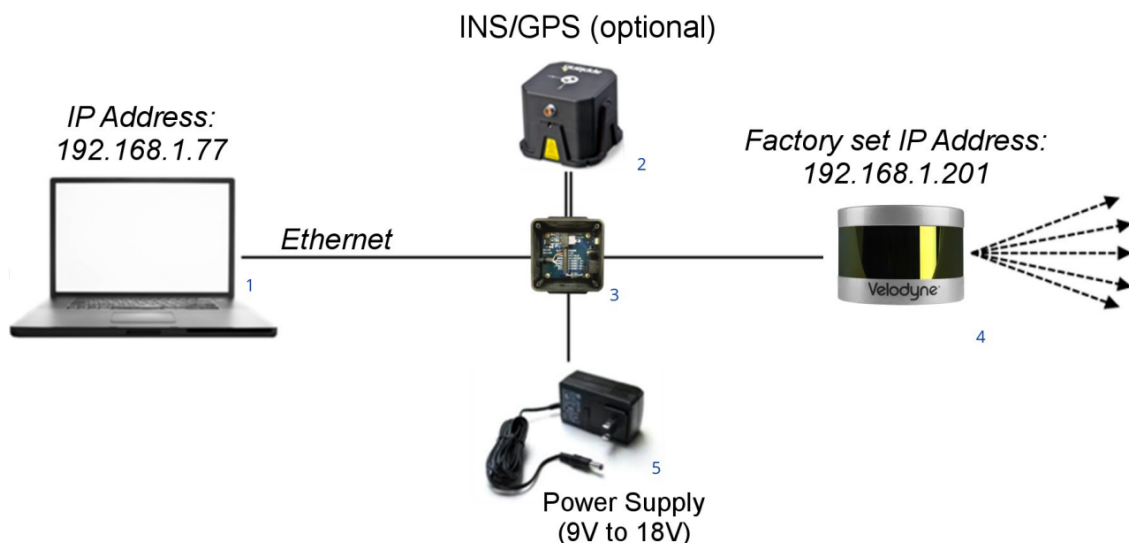 INS/GPS (optional)
IP Address:
192.168.1.77
2
Factory set IP Address:
192.168.1.201
Ethernet
1
3
Velodyne
4
5
Power Supply
(9V to 18V)